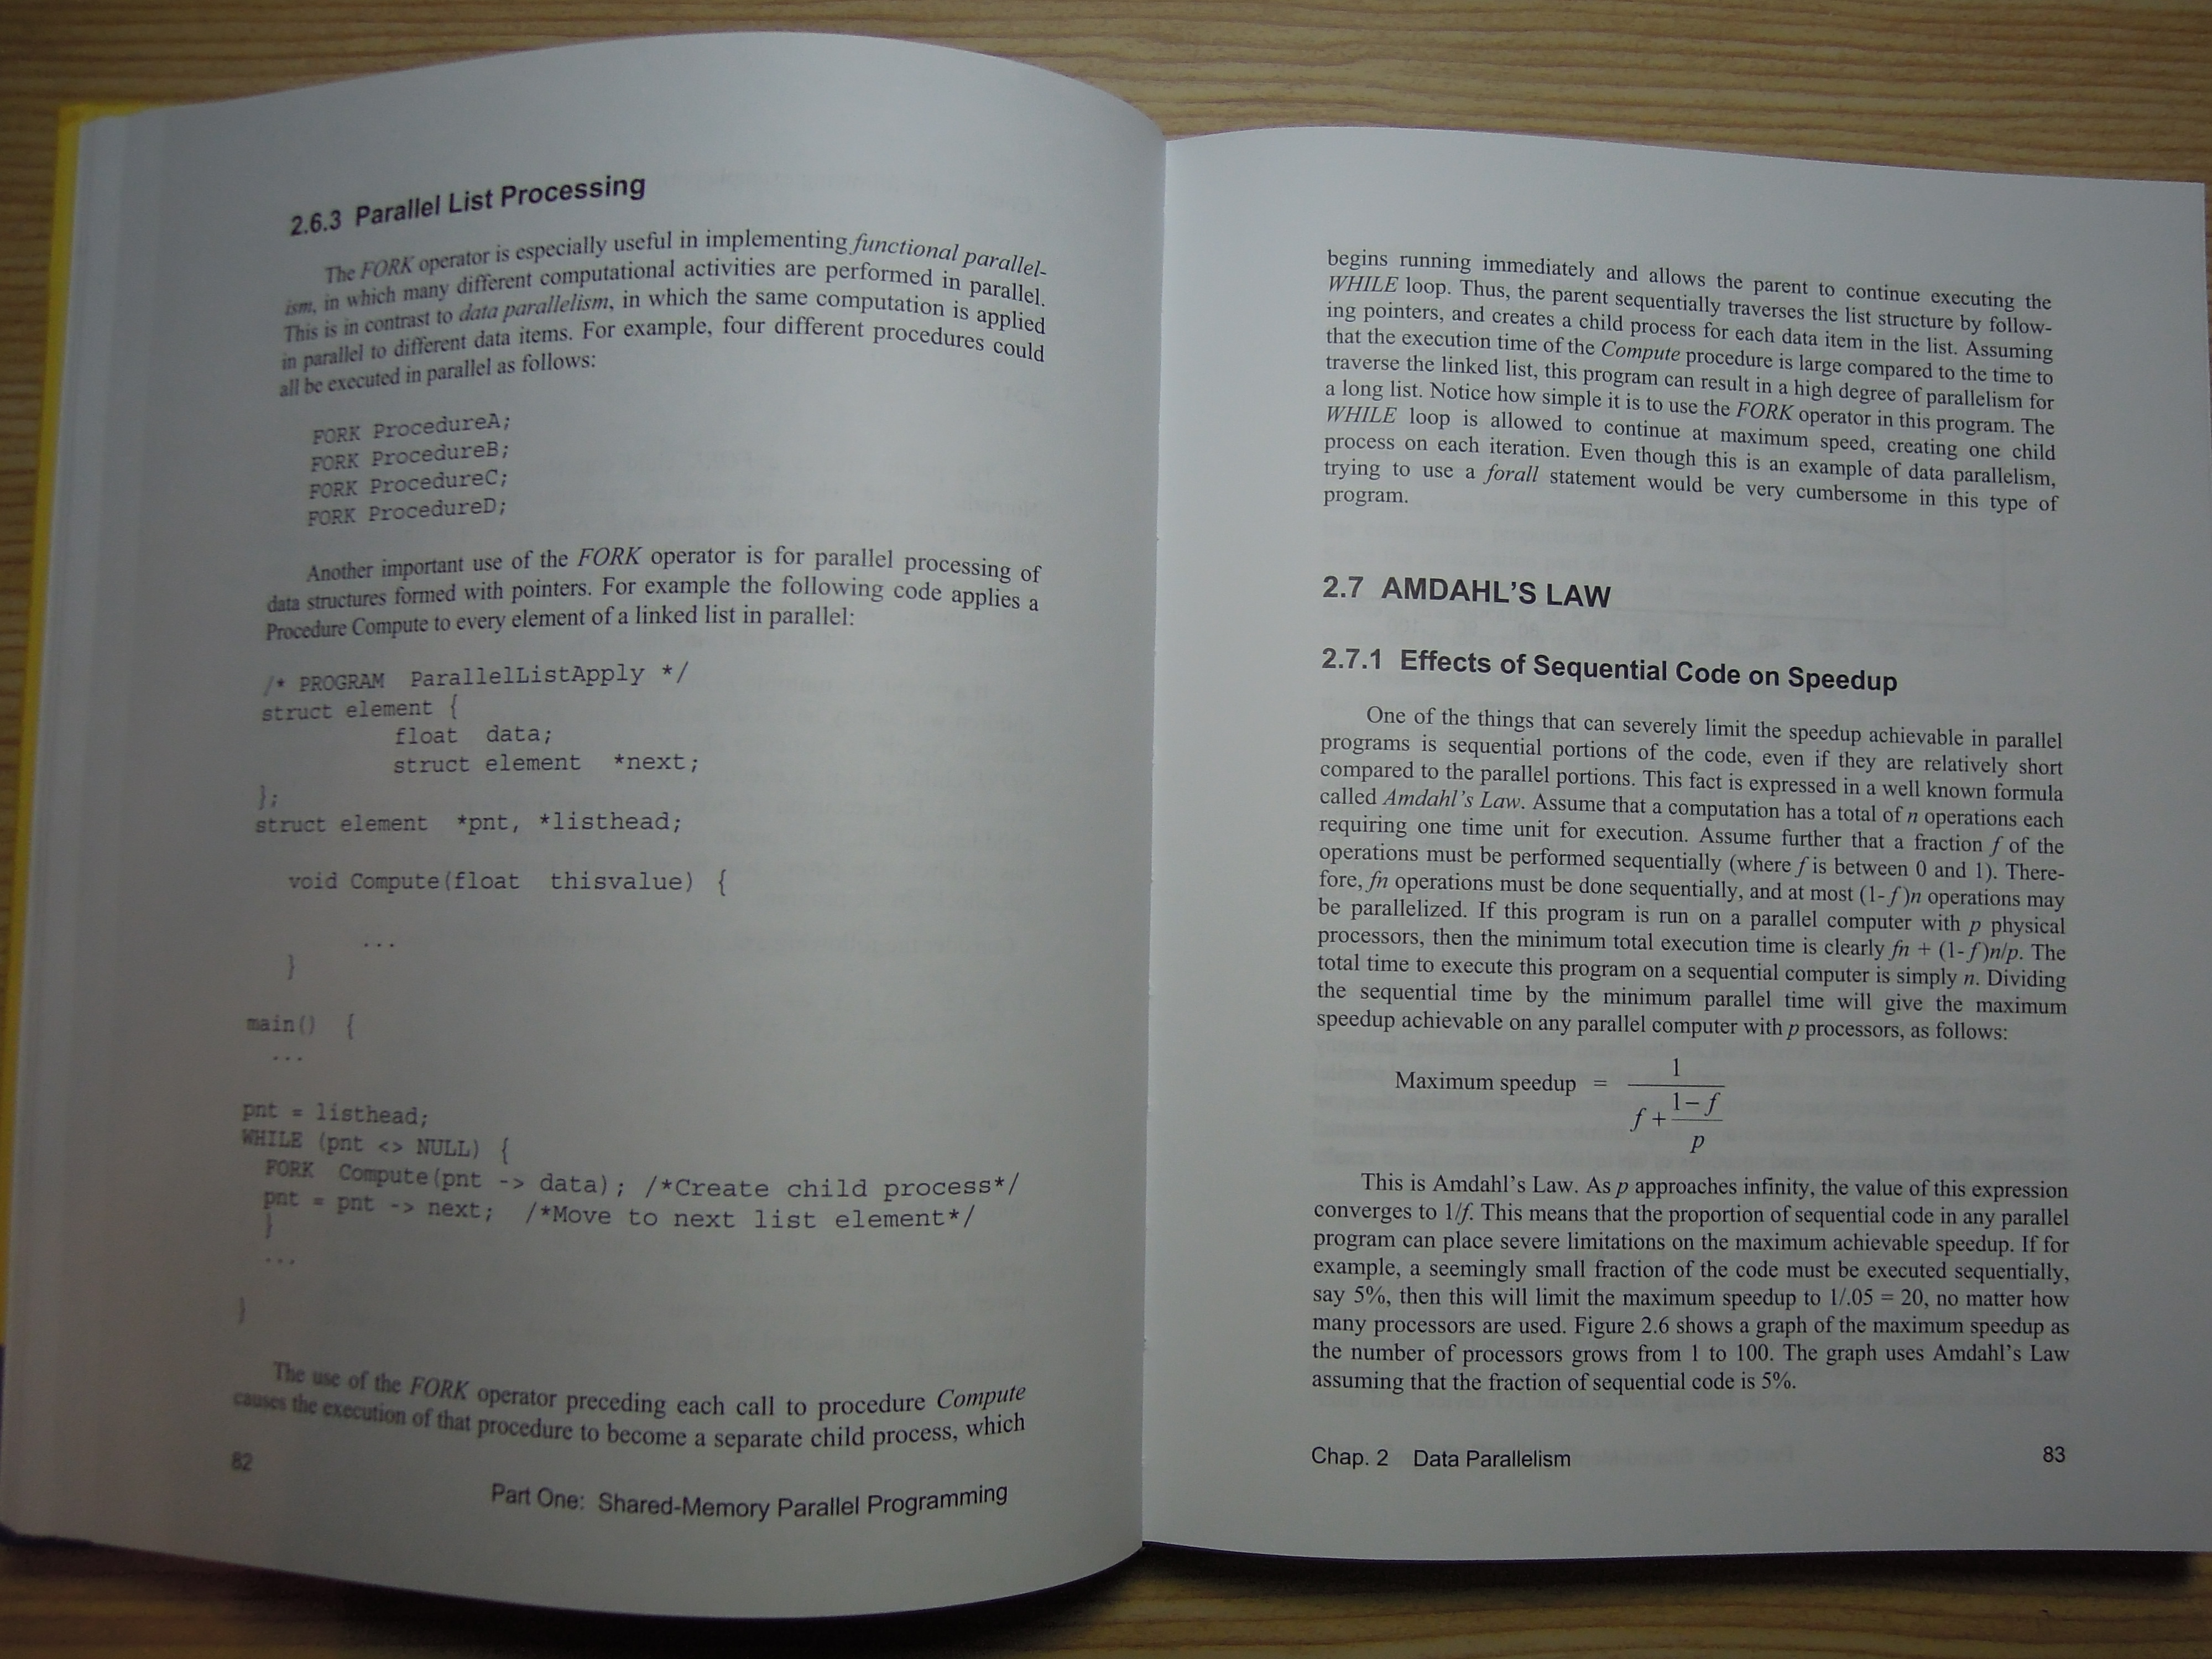 2.6.3 Parallel List Processing
The FORK operator is especially useful in implementing functional parallel-
ism, in which many different computational activities are performed in parallel.
This is in contrast to data parallelism, in which the same computation is applied
in parallel to different data items. For example, four different procedures could
all be executed in parallel as follows:
FORK ProcedureA;
FORK ProcedureB;
FORK ProcedureC;
FORK ProcedureD;
Another important use of the FORK operator is for parallel processing of
data structures formed with pointers. For example the following code applies a
Procedure Compute to every element of a linked list in parallel:
/* PROGRAM ParallelListApply */
struct element {
float data;
struct element *next;
};
struct element *pnt, *listhead;
void Compute(float thisvalue) {
...
}
main() {
...
pnt = listhead;
WHILE (pnt <> NULL) {
FORK Compute(pnt -> data); /*Create child process*/
pnt = pnt -> next; /*Move to next list element*/
}
...
}
The use of the FORK operator preceding each call to procedure Compute
causes the execution of that procedure to become a separate child process, which
82
Part One: Shared-Memory Parallel Programming
begins running immediately and allows the parent to continue executing the
WHILE loop. Thus, the parent sequentially traverses the list structure by follow-
ing pointers, and creates a child process for each data item in the list. Assuming
that the execution time of the Compute procedure is large compared to the time to
traverse the linked list, this program can result in a high degree of parallelism for
a long list. Notice how simple it is to use the FORK operator in this program. The
WHILE loop is allowed to continue at maximum speed, creating one child
process on each iteration. Even though this is an example of data parallelism,
trying to use a forall statement would be very cumbersome in this type of
program.
2.7 AMDAHL'S LAW
2.7.1 Effects of Sequential Code on Speedup
One of the things that can severely limit the speedup achievable in parallel
programs is sequential portions of the code, even if they are relatively short
compared to the parallel portions. This fact is expressed in a well known formula
called Amdahl's Law. Assume that a computation has a total of n operations each
requiring one time unit for execution. Assume further that a fraction f of the
operations must be performed sequentially (where f is between 0 and 1). There-
fore, fn operations must be done sequentially, and at most (1-f)n operations may
be parallelized. If this program is run on a parallel computer with p physical
processors, then the minimum total execution time is clearly fn + (1-f)n/p. The
total time to execute this program on a sequential computer is simply n. Dividing
the sequential time by the minimum parallel time will give the maximum
speedup achievable on any parallel computer with p processors, as follows:
1
Maximum speedup =
1-f
f +
p
This is Amdahl's Law. As p approaches infinity, the value of this expression
converges to 1/f. This means that the proportion of sequential code in any parallel
program can place severe limitations on the maximum achievable speedup. If for
example, a seemingly small fraction of the code must be executed sequentially,
say 5%, then this will limit the maximum speedup to 1/.05 = 20, no matter how
many processors are used. Figure 2.6 shows a graph of the maximum speedup as
the number of processors grows from 1 to 100. The graph uses Amdahl's Law
assuming that the fraction of sequential code is 5%.
Chap. 2 Data Parallelism 83